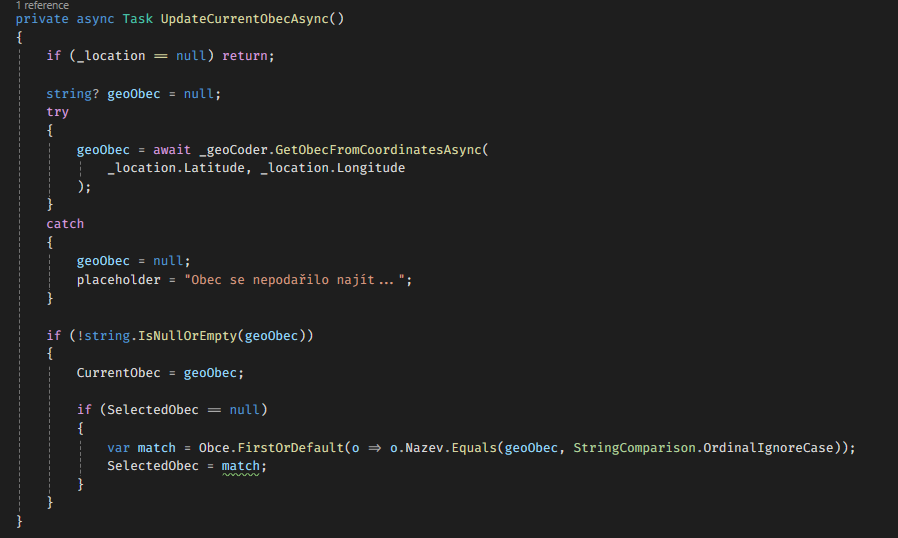 1 reference
private async Task UpdateCurrentObecAsync()
{
if (_location == null) return;
string? geoObec = null;
try
{
geoObec = await _geoCoder.GetObecFromCoordinatesAsync(
_location.Latitude, _location.Longitude
);
}
catch
{
geoObec = null;
placeholder = "Obec se nepodařilo najít...";
}
if (!string.IsNullOrEmpty(geoObec))
{
CurrentObec = geoObec;
if (SelectedObec == null)
{
var match = Obce.FirstOrDefault(o => o.Nazev.Equals(geoObec, StringComparison.OrdinalIgnoreCase));
SelectedObec = match;
}
}
}